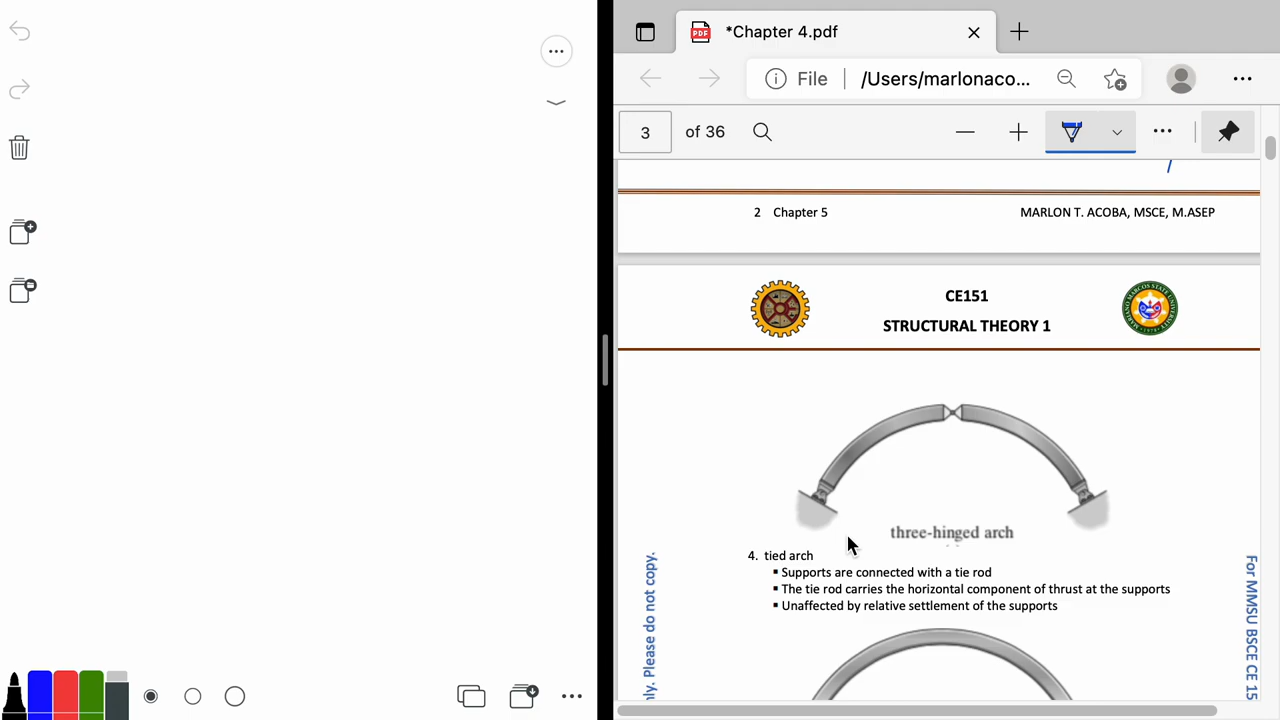 *Chapter 4.pdf
File
/Users/marlonaco...
3 of 36
2 Chapter 5
MARLON T. ACOBA, MSCE, M.ASEP
CE151
STRUCTURAL THEORY 1
three-hinged arch
4. tied arch
▪ Supports are connected with a tie rod
▪ The tie rod carries the horizontal component of thrust at the supports
▪ Unaffected by relative settlement of the supports
nly. Please do not copy.
For MMSU BSCE CE 15